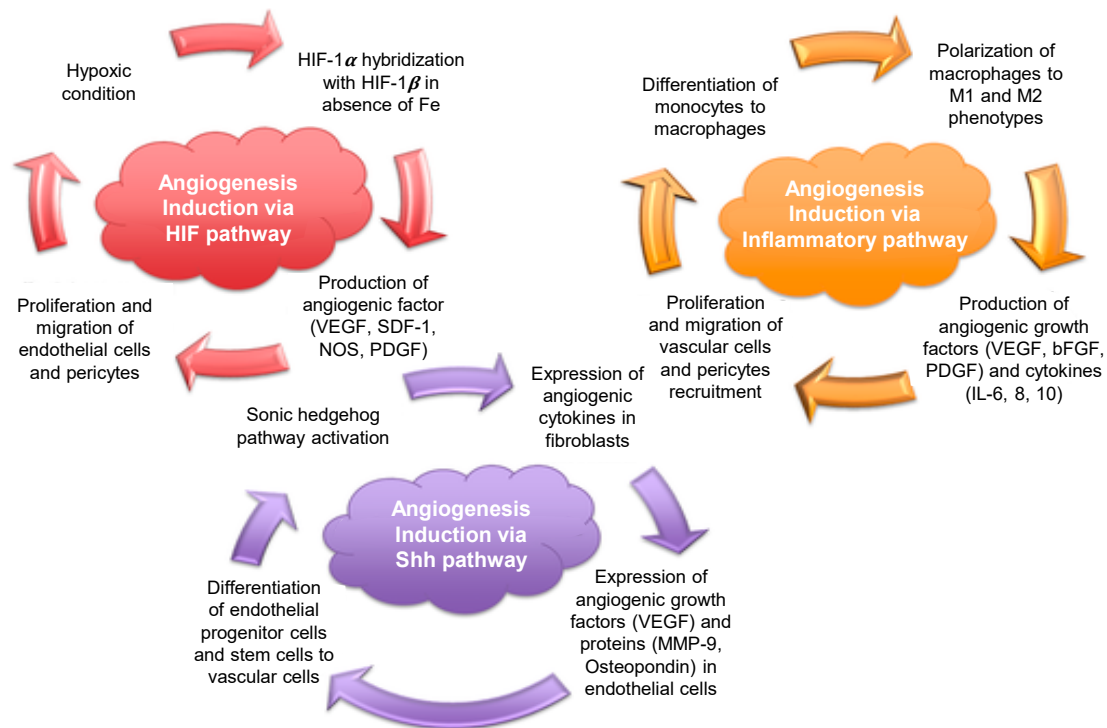 Hypoxic
condition
HIF-1α hybridization
with HIF-1β in
absence of Fe
Angiogenesis
Induction via
HIF pathway
Production of
angiogenic factor
(VEGF, SDF-1,
NOS, PDGF)
Proliferation and
migration of
endothelial cells
and pericytes
Differentiation of
monocytes to
macrophages
Polarization of
macrophages to
M1 and M2
phenotypes
Angiogenesis
Induction via
Inflammatory pathway
Production of
angiogenic growth
factors (VEGF, bFGF,
PDGF) and cytokines
(IL-6, 8, 10)
Proliferation
and migration of
vascular cells
and pericytes
recruitment
Sonic hedgehog
pathway activation
Expression of
angiogenic
cytokines in
fibroblasts
Angiogenesis
Induction via
Shh pathway
Expression of
angiogenic growth
factors (VEGF) and
proteins (MMP-9,
Osteopondin) in
endothelial cells
Differentiation
of endothelial
progenitor cells
and stem cells to
vascular cells